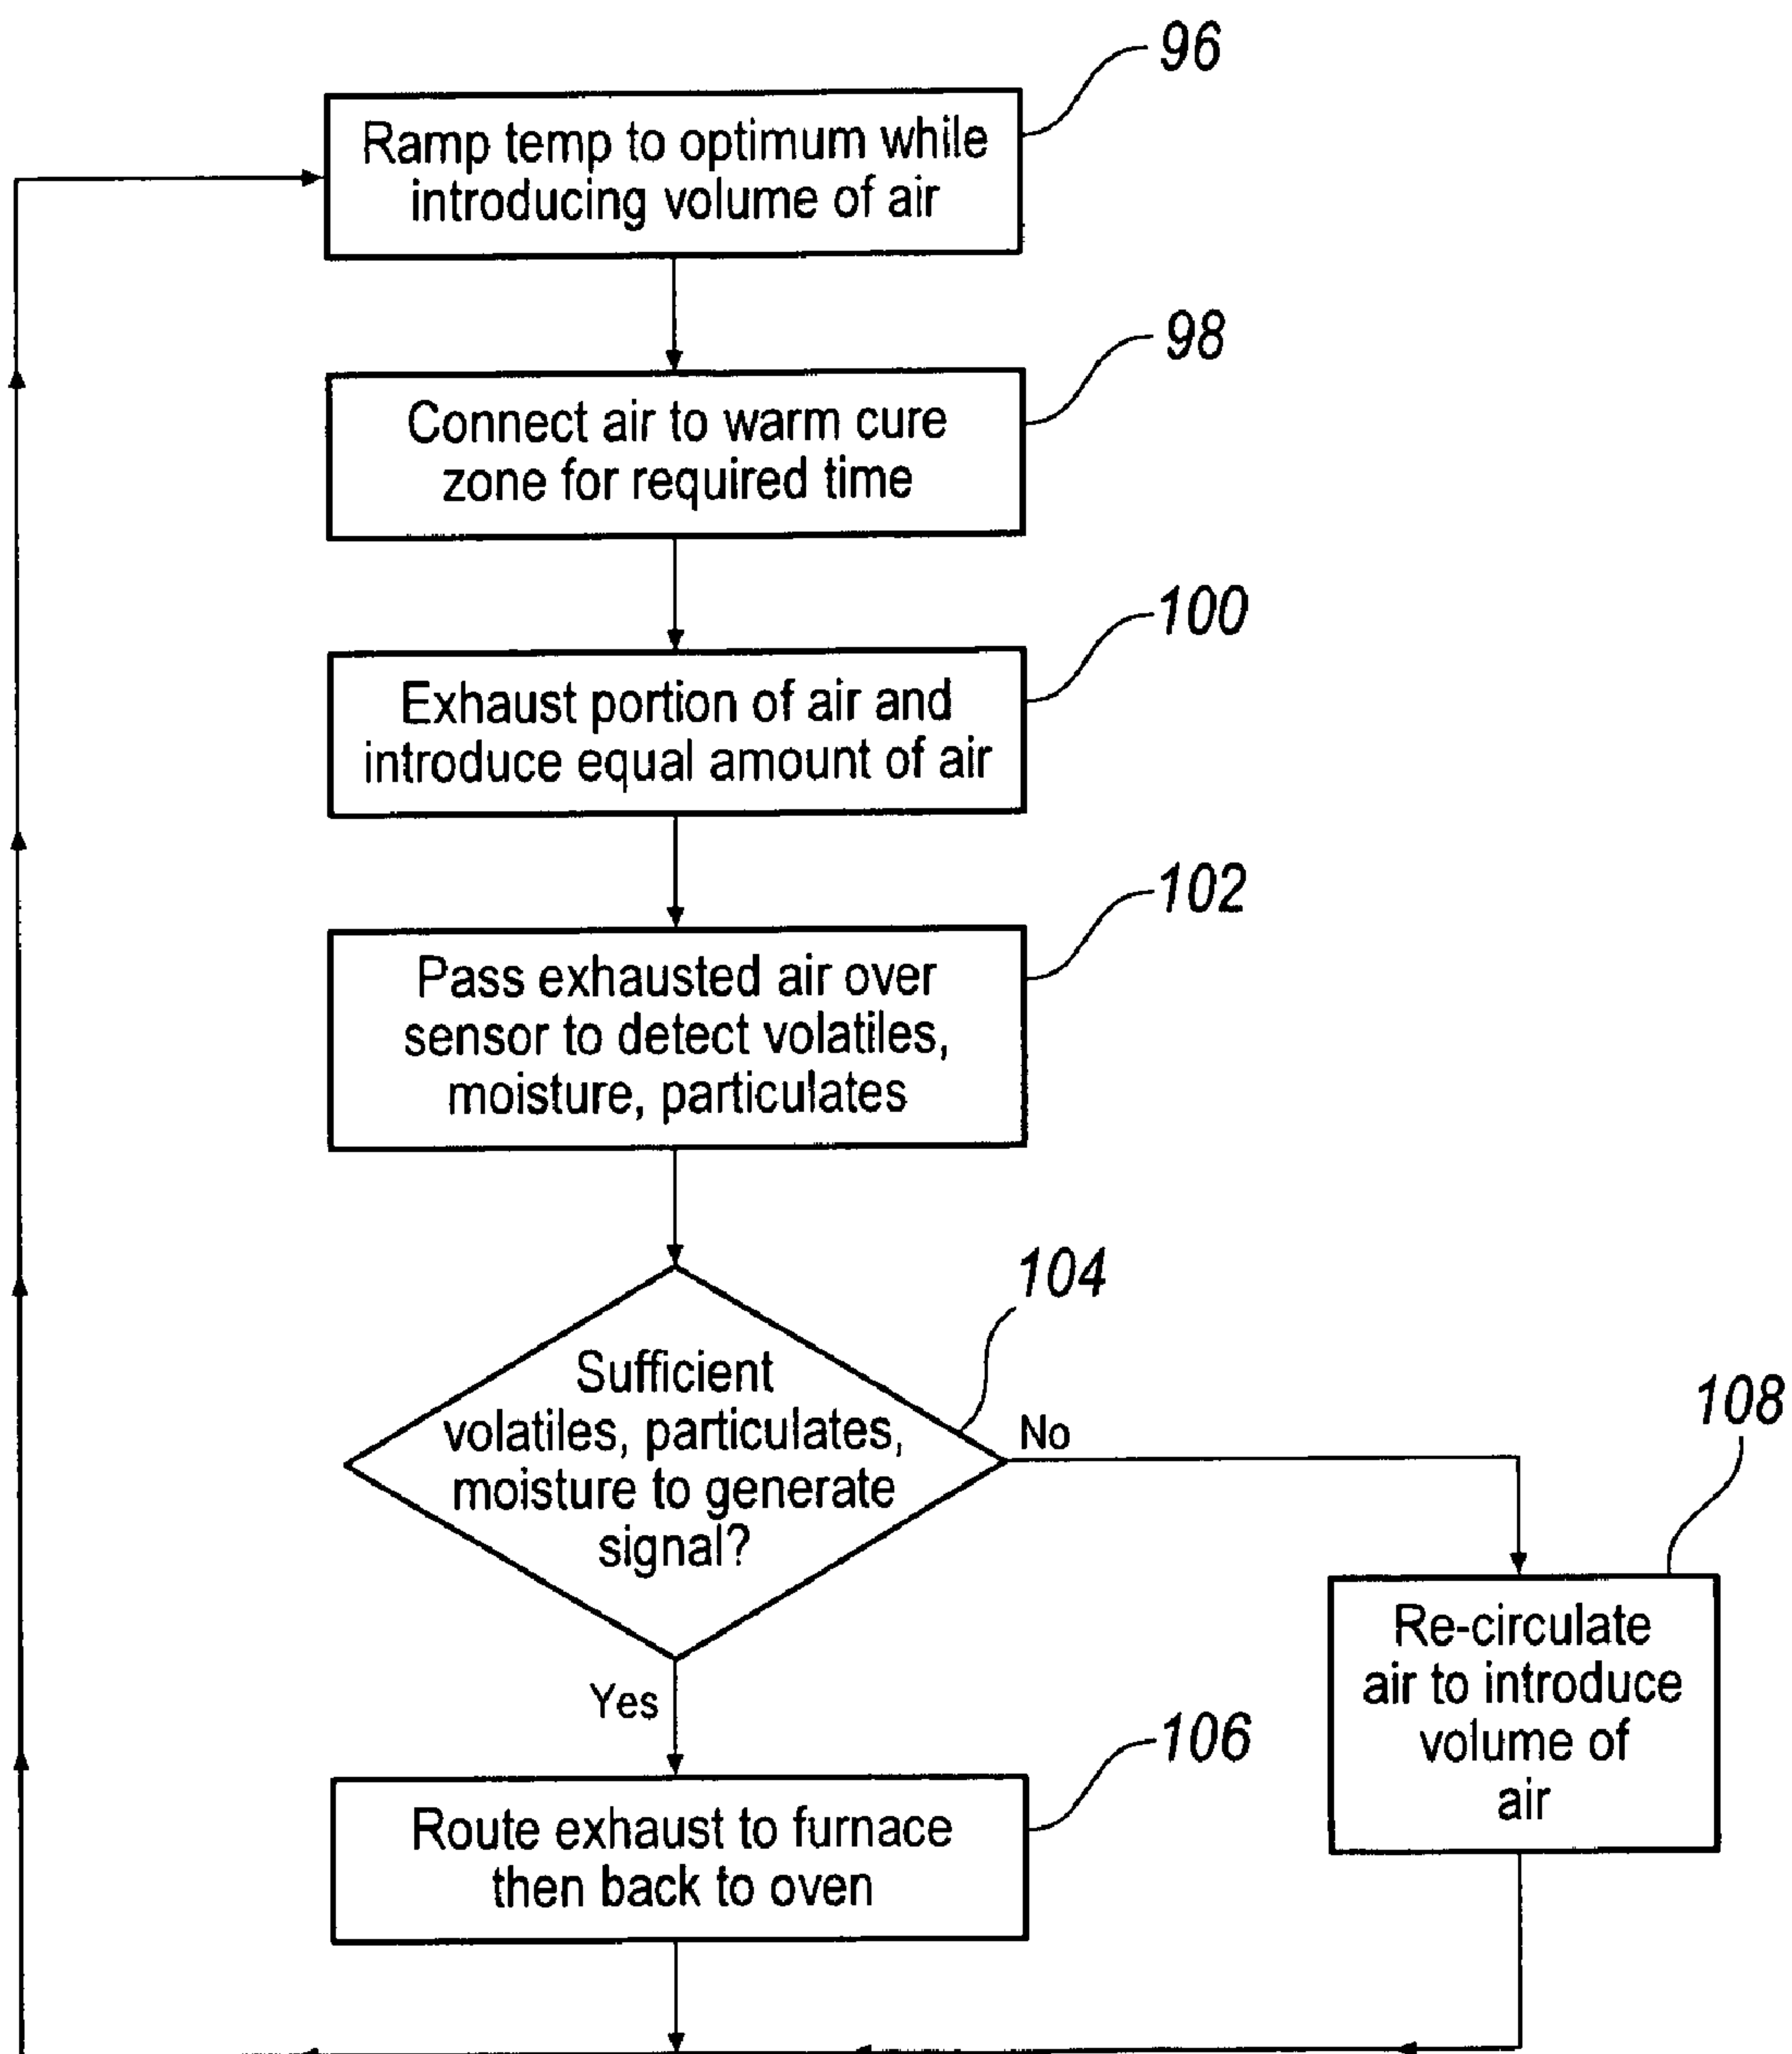 96
Ramp temp to optimum while
introducing volume of air
98
Connect air to warm cure
zone for required time
100
Exhaust portion of air and
introduce equal amount of air
102
Pass exhausted air over
sensor to detect volatiles,
moisture, particulates
104
Sufficient
volatiles, particulates,
moisture to generate
signal?
No
108
Re-circulate
air to introduce
volume of
air
Yes
106
Route exhaust to furnace
then back to oven